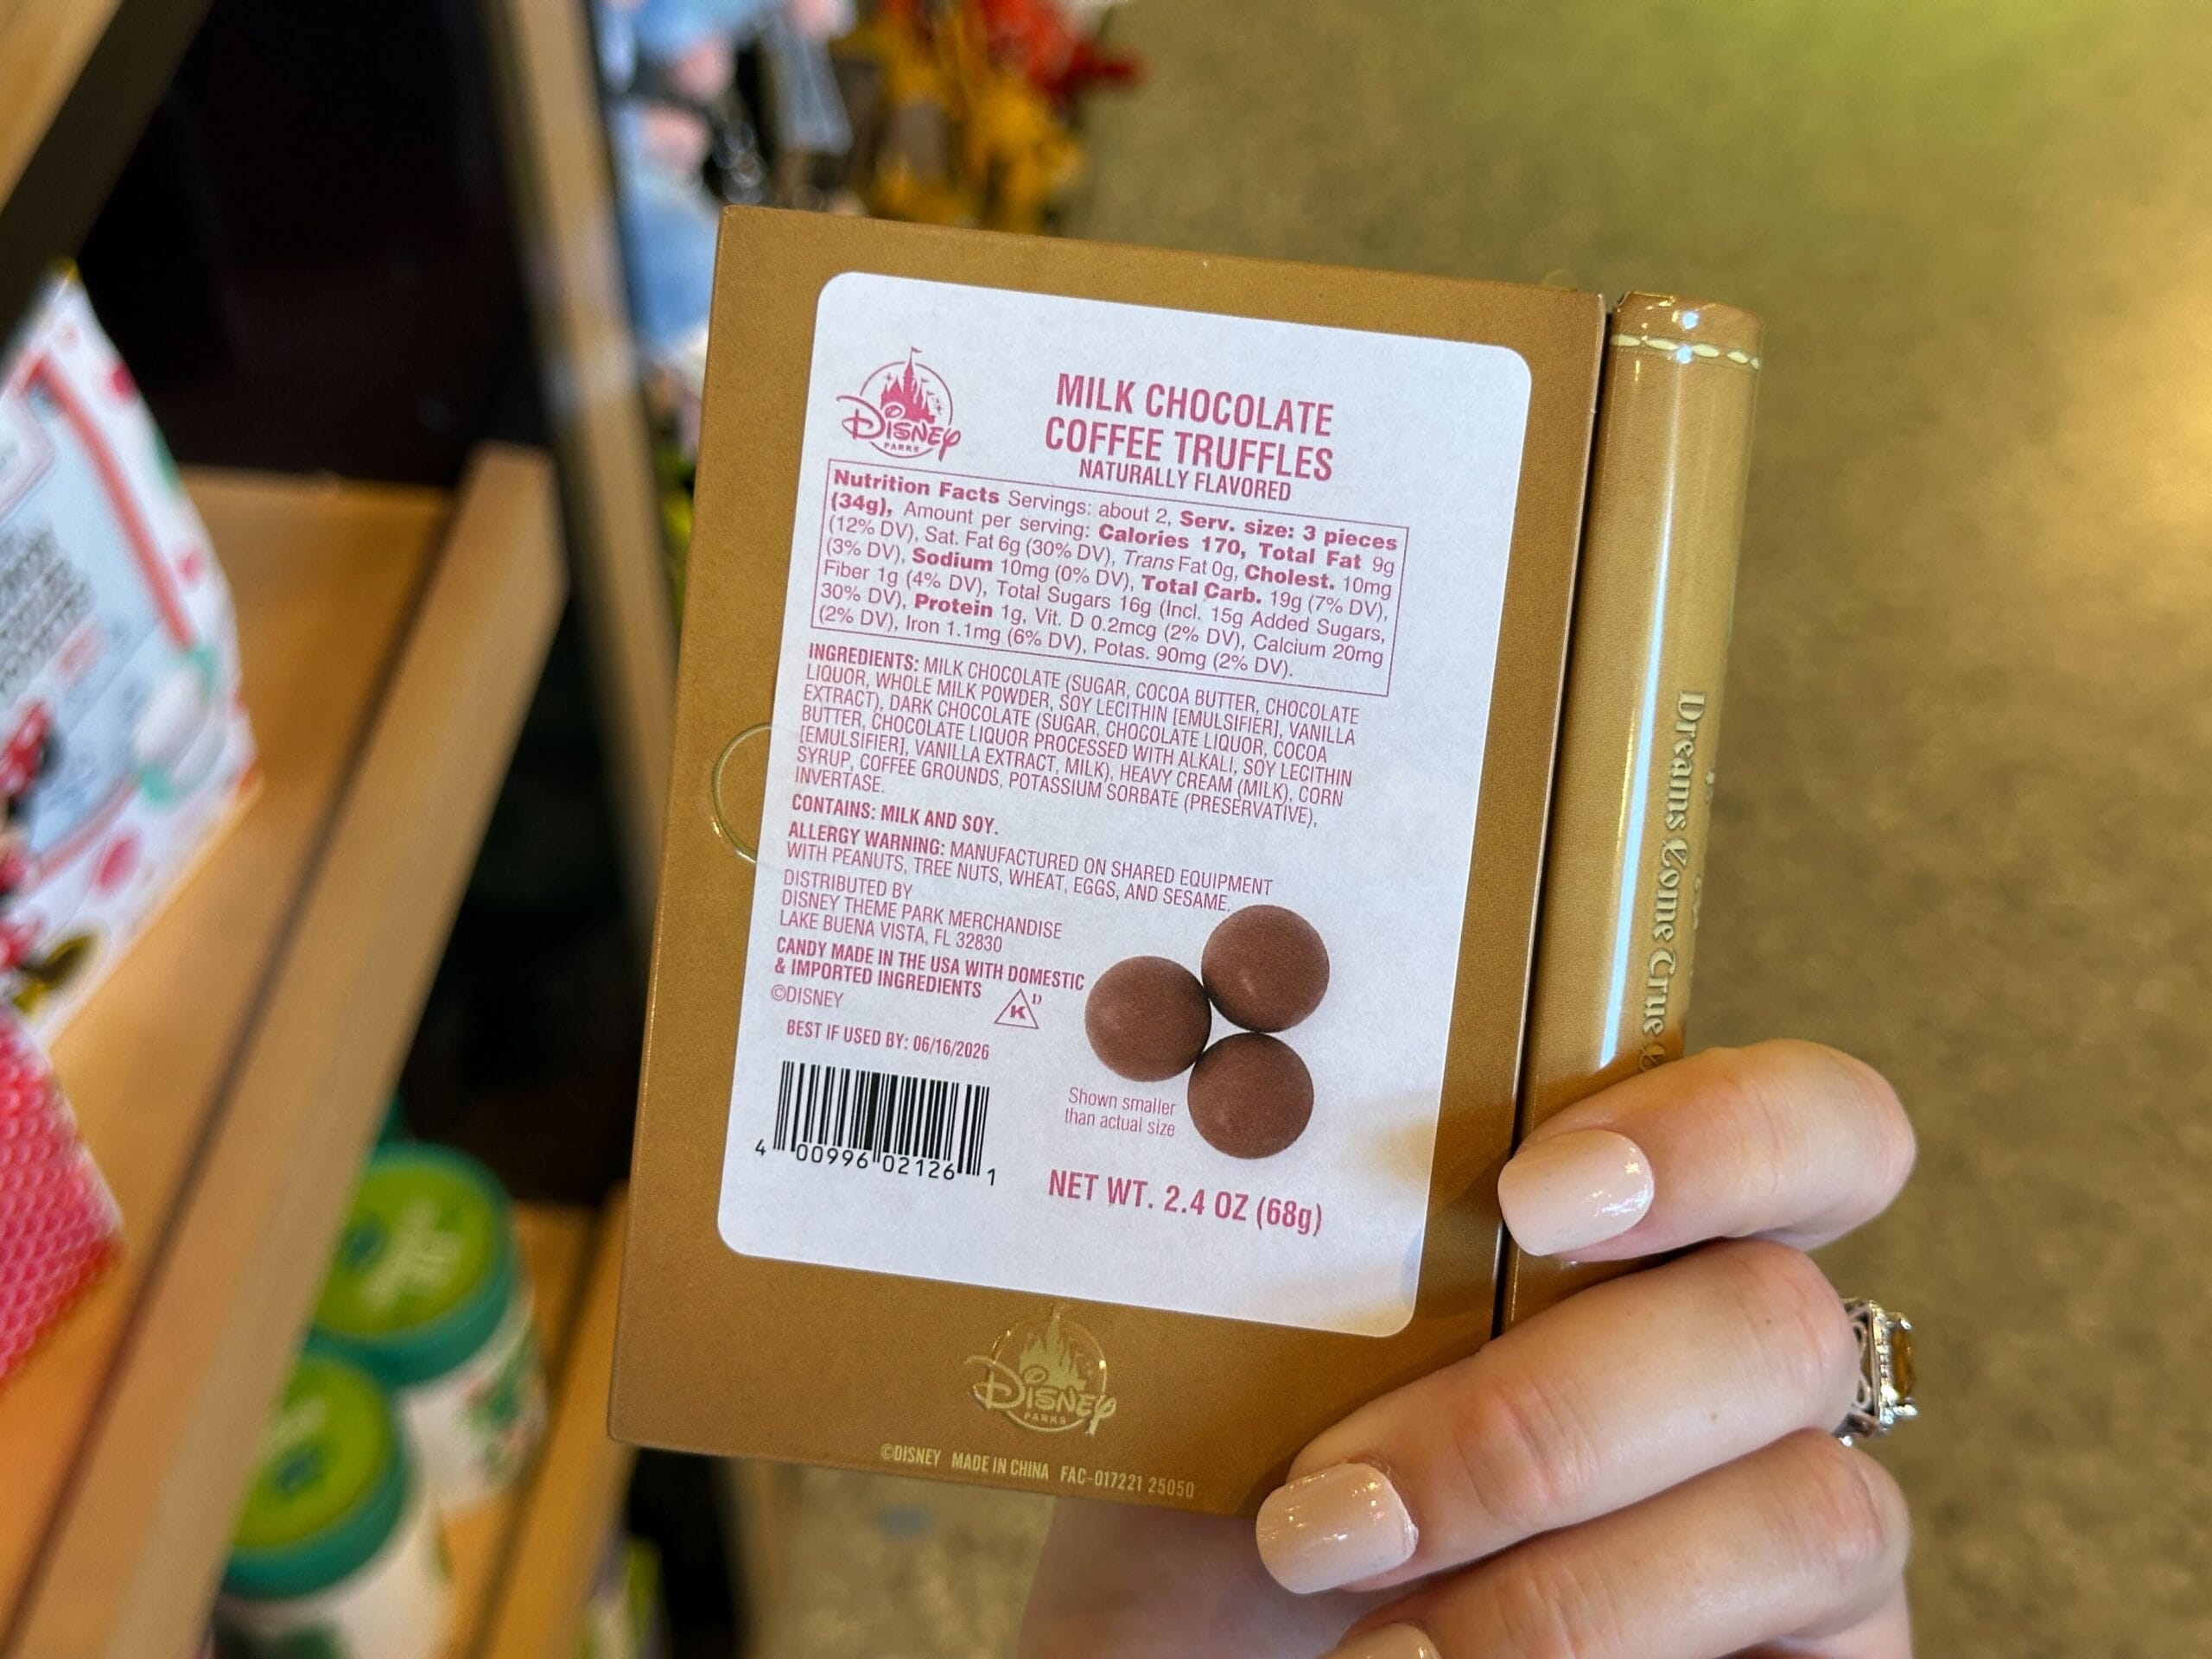 Disney
PARKS
MILK CHOCOLATE
COFFEE TRUFFLES
NATURALLY FLAVORED
Nutrition Facts Servings: about 2, Serv. size: 3 pieces
(34g), Amount per serving: Calories 170, Total Fat 9g
(12% DV), Sat. Fat 6g (30% DV), Trans Fat 0g, Cholest. 10mg
(3% DV), Sodium 10mg (0% DV), Total Carb. 19g (7% DV),
Fiber 1g (4% DV), Total Sugars 16g (Incl. 15g Added Sugars,
30% DV), Protein 1g, Vit. D 0.2mcg (2% DV), Calcium 20mg
(2% DV), Iron 1.1mg (6% DV), Potas. 90mg (2% DV).
INGREDIENTS: MILK CHOCOLATE (SUGAR, COCOA BUTTER, CHOCOLATE
LIQUOR, WHOLE MILK POWDER, SOY LECITHIN [EMULSIFIER], VANILLA
EXTRACT), DARK CHOCOLATE (SUGAR, CHOCOLATE LIQUOR, COCOA
BUTTER, CHOCOLATE LIQUOR PROCESSED WITH ALKALI, SOY LECITHIN
[EMULSIFIER], VANILLA EXTRACT, MILK), HEAVY CREAM (MILK), CORN
SYRUP, COFFEE GROUNDS, POTASSIUM SORBATE (PRESERVATIVE),
INVERTASE.
CONTAINS: MILK AND SOY.
ALLERGY WARNING: MANUFACTURED ON SHARED EQUIPMENT
WITH PEANUTS, TREE NUTS, WHEAT, EGGS, AND SESAME.
DISTRIBUTED BY
DISNEY THEME PARK MERCHANDISE
LAKE BUENA VISTA, FL 32830
CANDY MADE IN THE USA WITH DOMESTIC
& IMPORTED INGREDIENTS
K D
©DISNEY
BEST IF USED BY: 06/16/2026
4 00996 02126 1
Shown smaller
than actual size
NET WT. 2.4 OZ (68g)
Disney
PARKS
©DISNEY MADE IN CHINA FAC-017221 25050
Dreams Come True